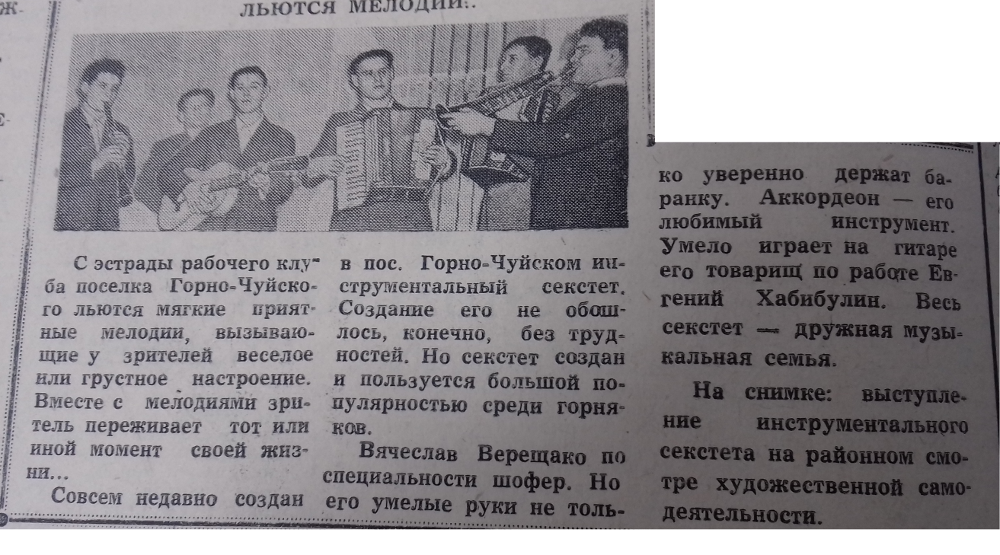 ЛЬЮТСЯ МЕЛОДИИ..
С эстрады рабочего клу-
ба поселка Горно-Чуйско-
го льются мягкие прият-
ные мелодии, вызываю-
щие у зрителей веселое
или грустное настроение.
Вместе с мелодиями зри-
тель переживает тот или
иной момент своей жиз-
ни...
Совсем недавно создан
в пос. Горно-Чуйском ин-
струментальный секстет.
Создание его не обош-
лось, конечно, без труд-
ностей. Но секстет создан
и пользуется большой по-
пулярностью среди горня-
ков.
Вячеслав Верещако по
специальности шофер. Но
его умелые руки не толь-
ко уверенно держат ба-
ранку. Аккордеон — его
любимый инструмент.
Умело играет на гитаре
его товарищ по работе Ев-
гений Хабибулин. Весь
секстет — дружная музы-
кальная семья.
На снимке: выступле-
ние инструментального
секстета на районном смо-
тре художественной само-
деятельности.